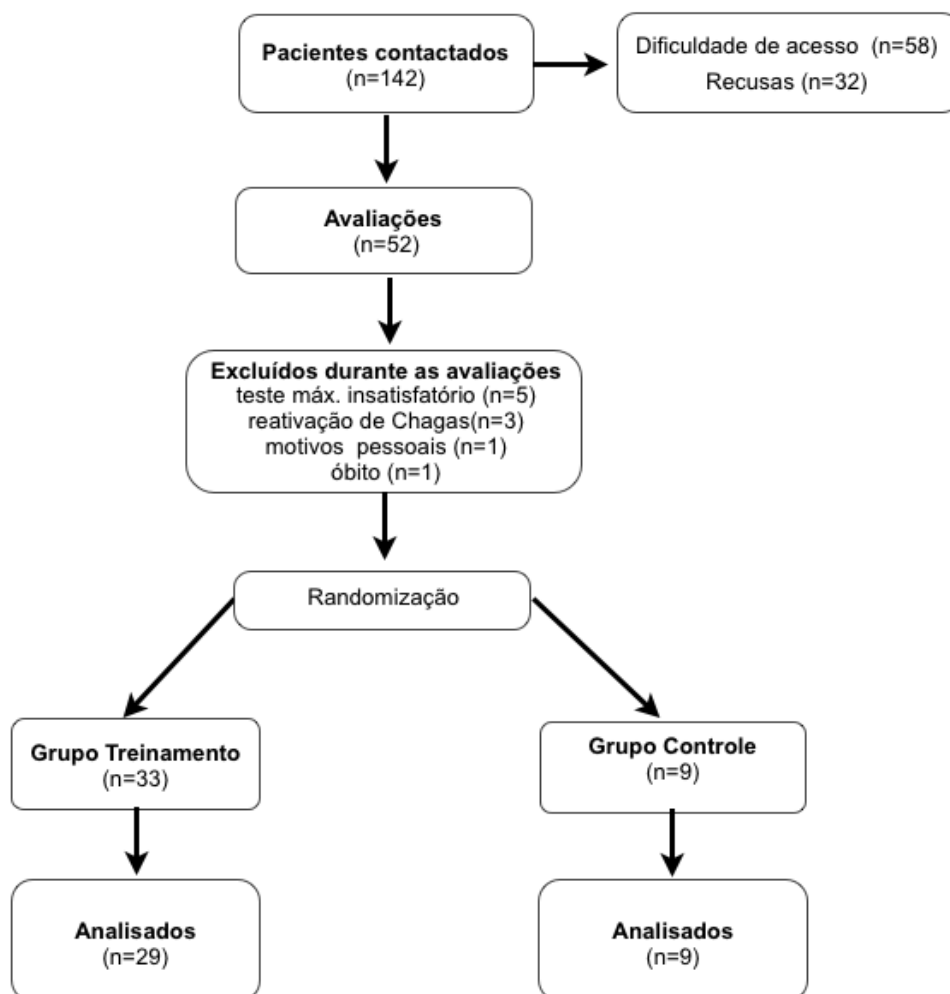 Pacientes contactados
(n=142)
Dificuldade de acesso (n=58)
Recusas (n=32)
Avaliações
(n=52)
Excluídos durante as avaliações
teste máx. insatisfatório (n=5)
reativação de Chagas(n=3)
motivos pessoais (n=1)
óbito (n=1)
Randomização
Grupo Treinamento
(n=33)
Grupo Controle
(n=9)
Analisados
(n=29)
Analisados
(n=9)